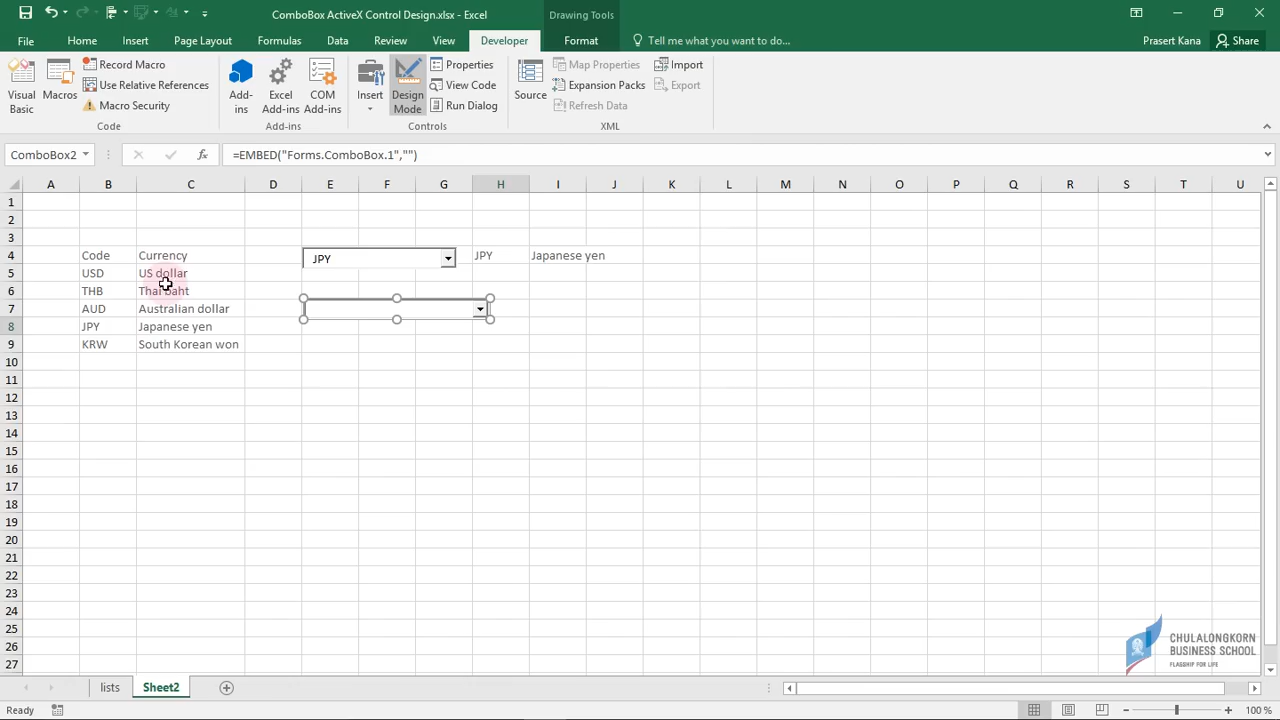 ComboBox ActiveX Control Design.xlsx - Excel
Drawing Tools
File Home Insert Page Layout Formulas Data Review View Developer Format Tell me what you want to do... Prasert Kana Share
Visual Basic
Macros
Record Macro
Use Relative References
Macro Security
Code
Add-ins
Excel Add-ins
COM Add-ins
Add-ins
Insert
Design Mode
Properties
View Code
Run Dialog
Controls
Source
Map Properties
Expansion Packs
Refresh Data
Import
Export
XML
ComboBox2 fx =EMBED("Forms.ComboBox.1","")
A B C D E F G H I J K L M N O P Q R S T U
1
2
3
4 Code Currency JPY JPY Japanese yen
5 USD US dollar
6 THB Thai baht
7 AUD Australian dollar
8 JPY Japanese yen
9 KRW South Korean won
10
11
12
13
14
15
16
17
18
19
20
21
22
23
24
25
26
27
CHULALONGKORN
BUSINESS SCHOOL
FLAGSHIP FOR LIFE
lists Sheet2
Ready 100 %